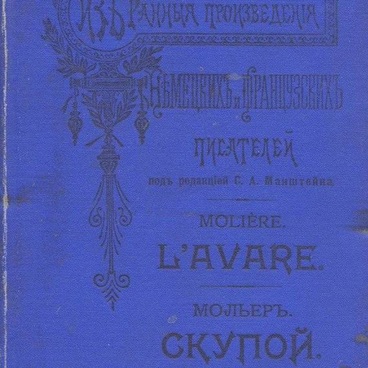 Избранныя произведенія
Нѣмецкихъ и Французскихъ
писателей
подъ редакціей С. А. Манштейна
MOLIÈRE.
L'AVARE.
МОЛЬЕРЪ.
СКУПОЙ.